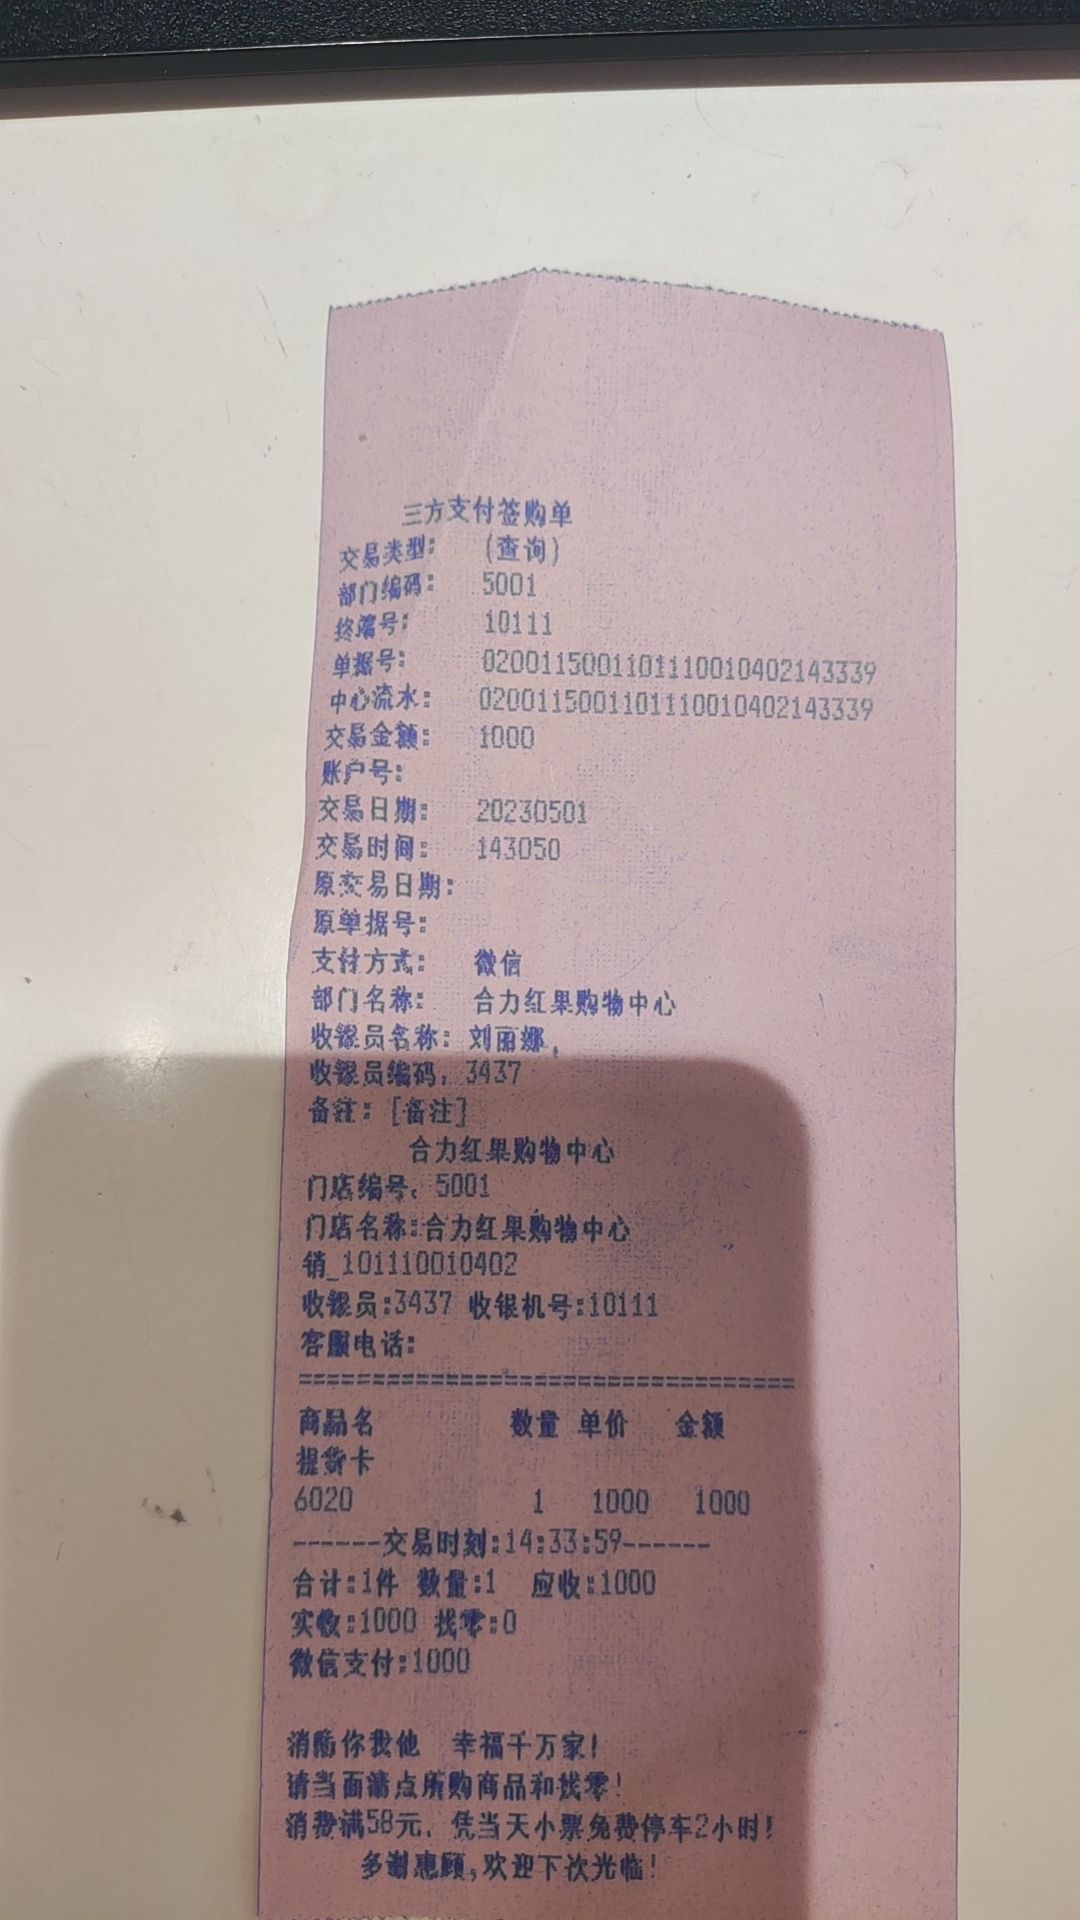 三方支付签购单
交易类型: (查询)
部门编码: 5001
终端号: 10111
单据号: 02001150011011110010402143339
中心流水: 02001150011011110010402143339
交易金额: 1000
账户号:
交易日期: 20230501
交易时间: 143050
原交易日期:
原单据号:
支付方式: 微信
部门名称: 合力红果购物中心
收银员名称: 刘丽娜
收银员编码: 3437
备注: [备注]
合力红果购物中心
门店编号: 5001
门店名称:合力红果购物中心
销_101110010402
收银员:3437 收银机号:10111
客服电话:
==================================
商品名 数量 单价 金额
提货卡
6020 1 1000 1000
------交易时刻:14:33:59------
合计:1件 数量:1 应收:1000
实收:1000 找零:0
微信支付:1000
消防你我他 幸福千万家!
请当面清点所购商品和找零!
消费满58元, 凭当天小票免费停车2小时!
多谢惠顾,欢迎下次光临!